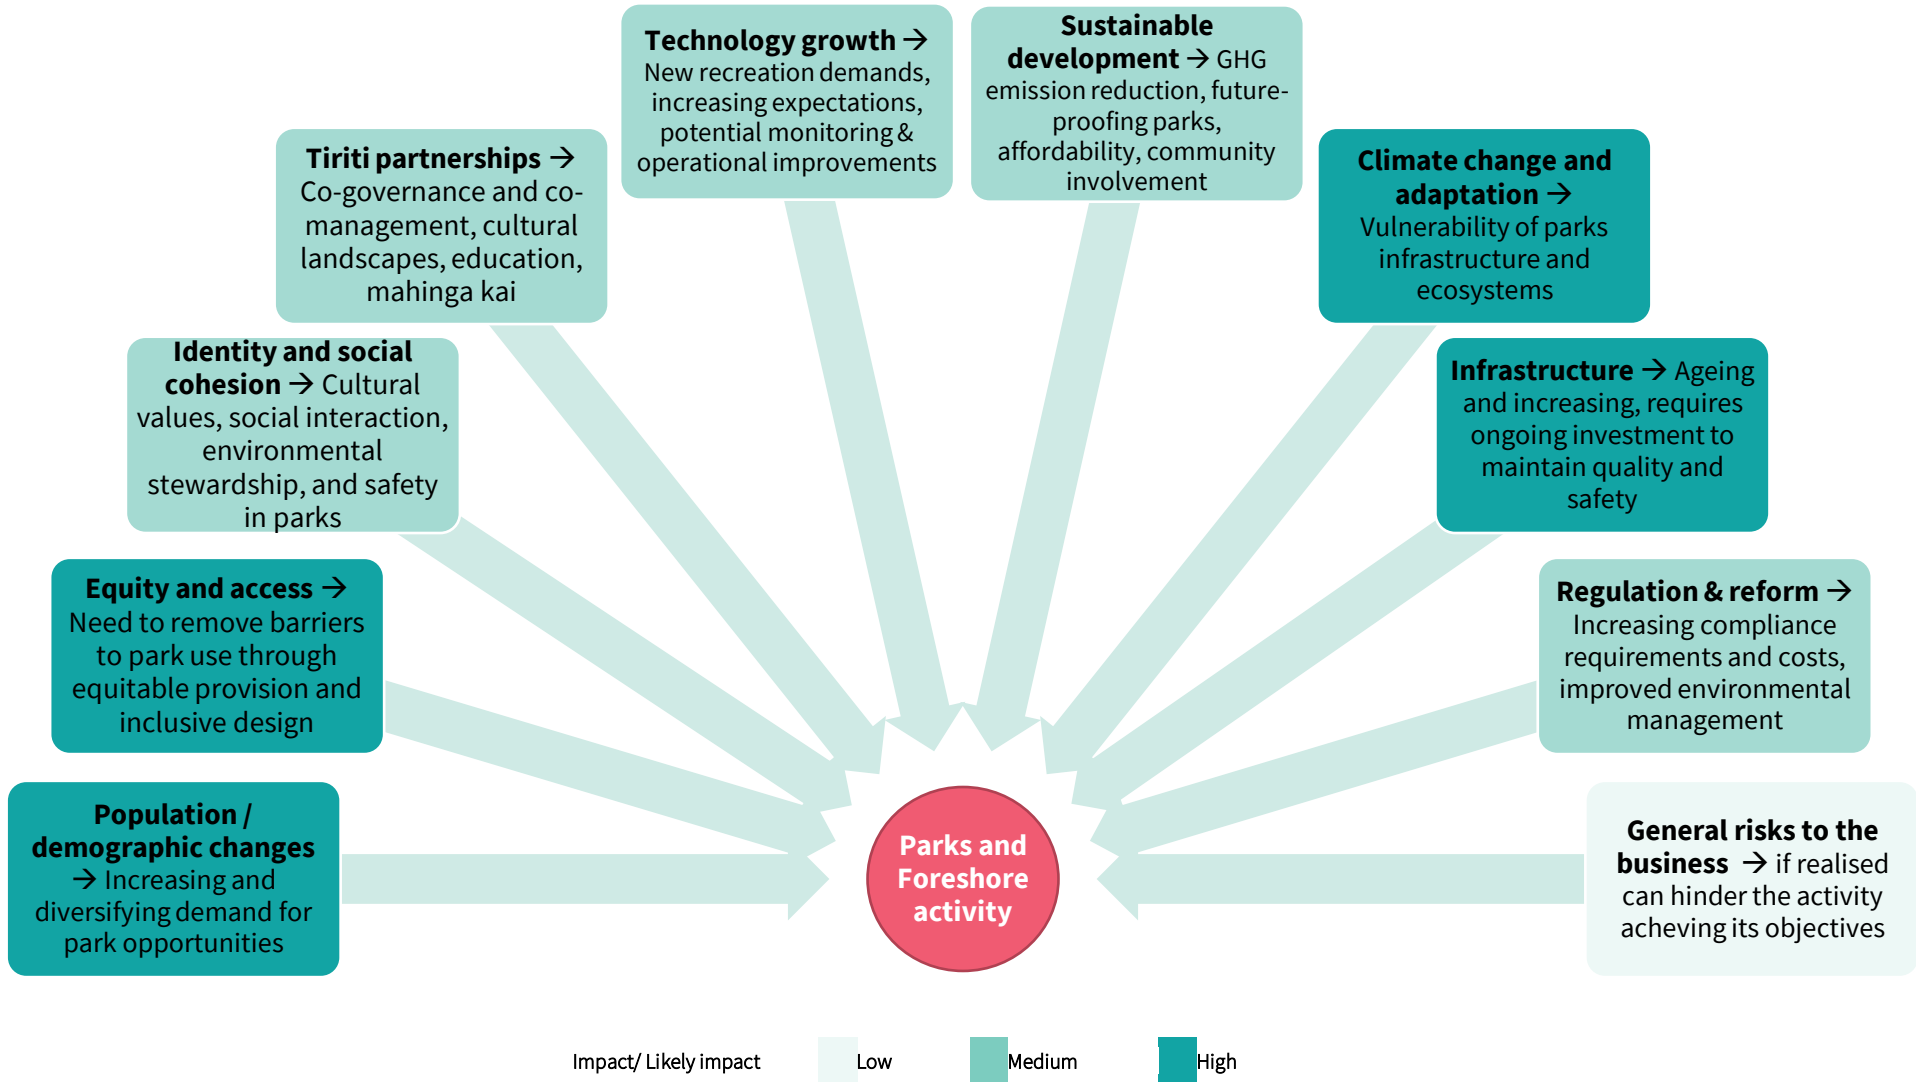 Technology growth →
New recreation demands,
increasing expectations,
potential monitoring &
operational improvements
Sustainable
development → GHG
emission reduction, future-
proofing parks,
affordability, community
involvement
Tiriti partnerships →
Co-governance and co-
management, cultural
landscapes, education,
mahinga kai
Climate change and
adaptation →
Vulnerability of parks
infrastructure and
ecosystems
Identity and social
cohesion → Cultural
values, social interaction,
environmental
stewardship, and safety
in parks
Infrastructure → Ageing
and increasing, requires
ongoing investment to
maintain quality and
safety
Equity and access →
Need to remove barriers
to park use through
equitable provision and
inclusive design
Regulation & reform →
Increasing compliance
requirements and costs,
improved environmental
management
Population /
demographic changes
→ Increasing and
diversifying demand for
park opportunities
Parks and
Foreshore
activity
General risks to the
business → if realised
can hinder the activity
acheving its objectives
Impact/ Likely impact Low Medium High